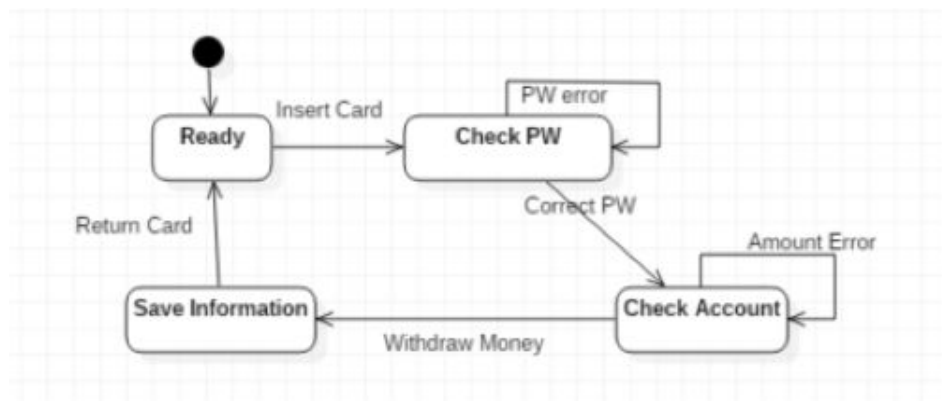 PW error
Insert Card
Ready
Check PW
Correct PW
Return Card
Amount Error
Save Information
Check Account
Withdraw Money